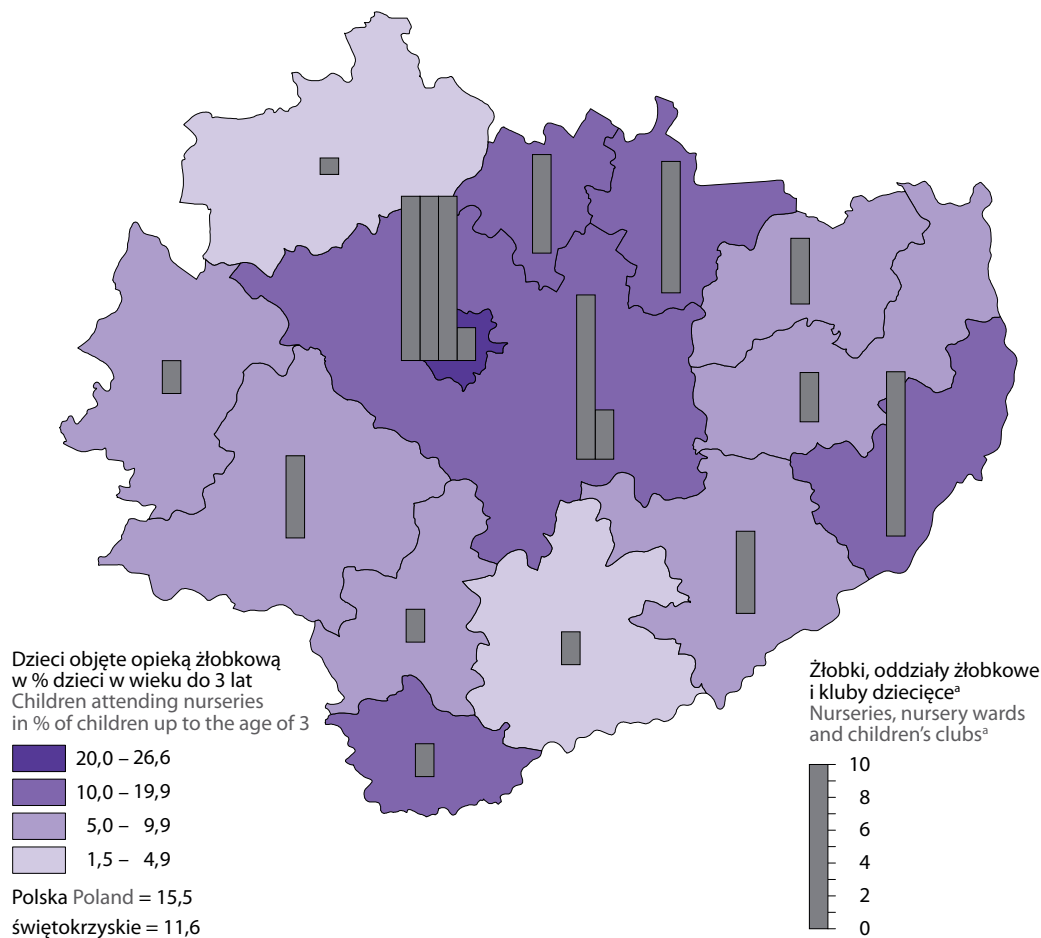 Dzieci objęte opieką żłobkową
w % dzieci w wieku do 3 lat
Children attending nurseries
in % of children up to the age of 3
20,0 – 26,6
10,0 – 19,9
5,0 – 9,9
1,5 – 4,9
Polska Poland = 15,5
świętokrzyskie = 11,6
Żłobki, oddziały żłobkowe
i kluby dziecięceª
Nurseries, nursery wards
and children's clubsª
10
8
6
4
2
0